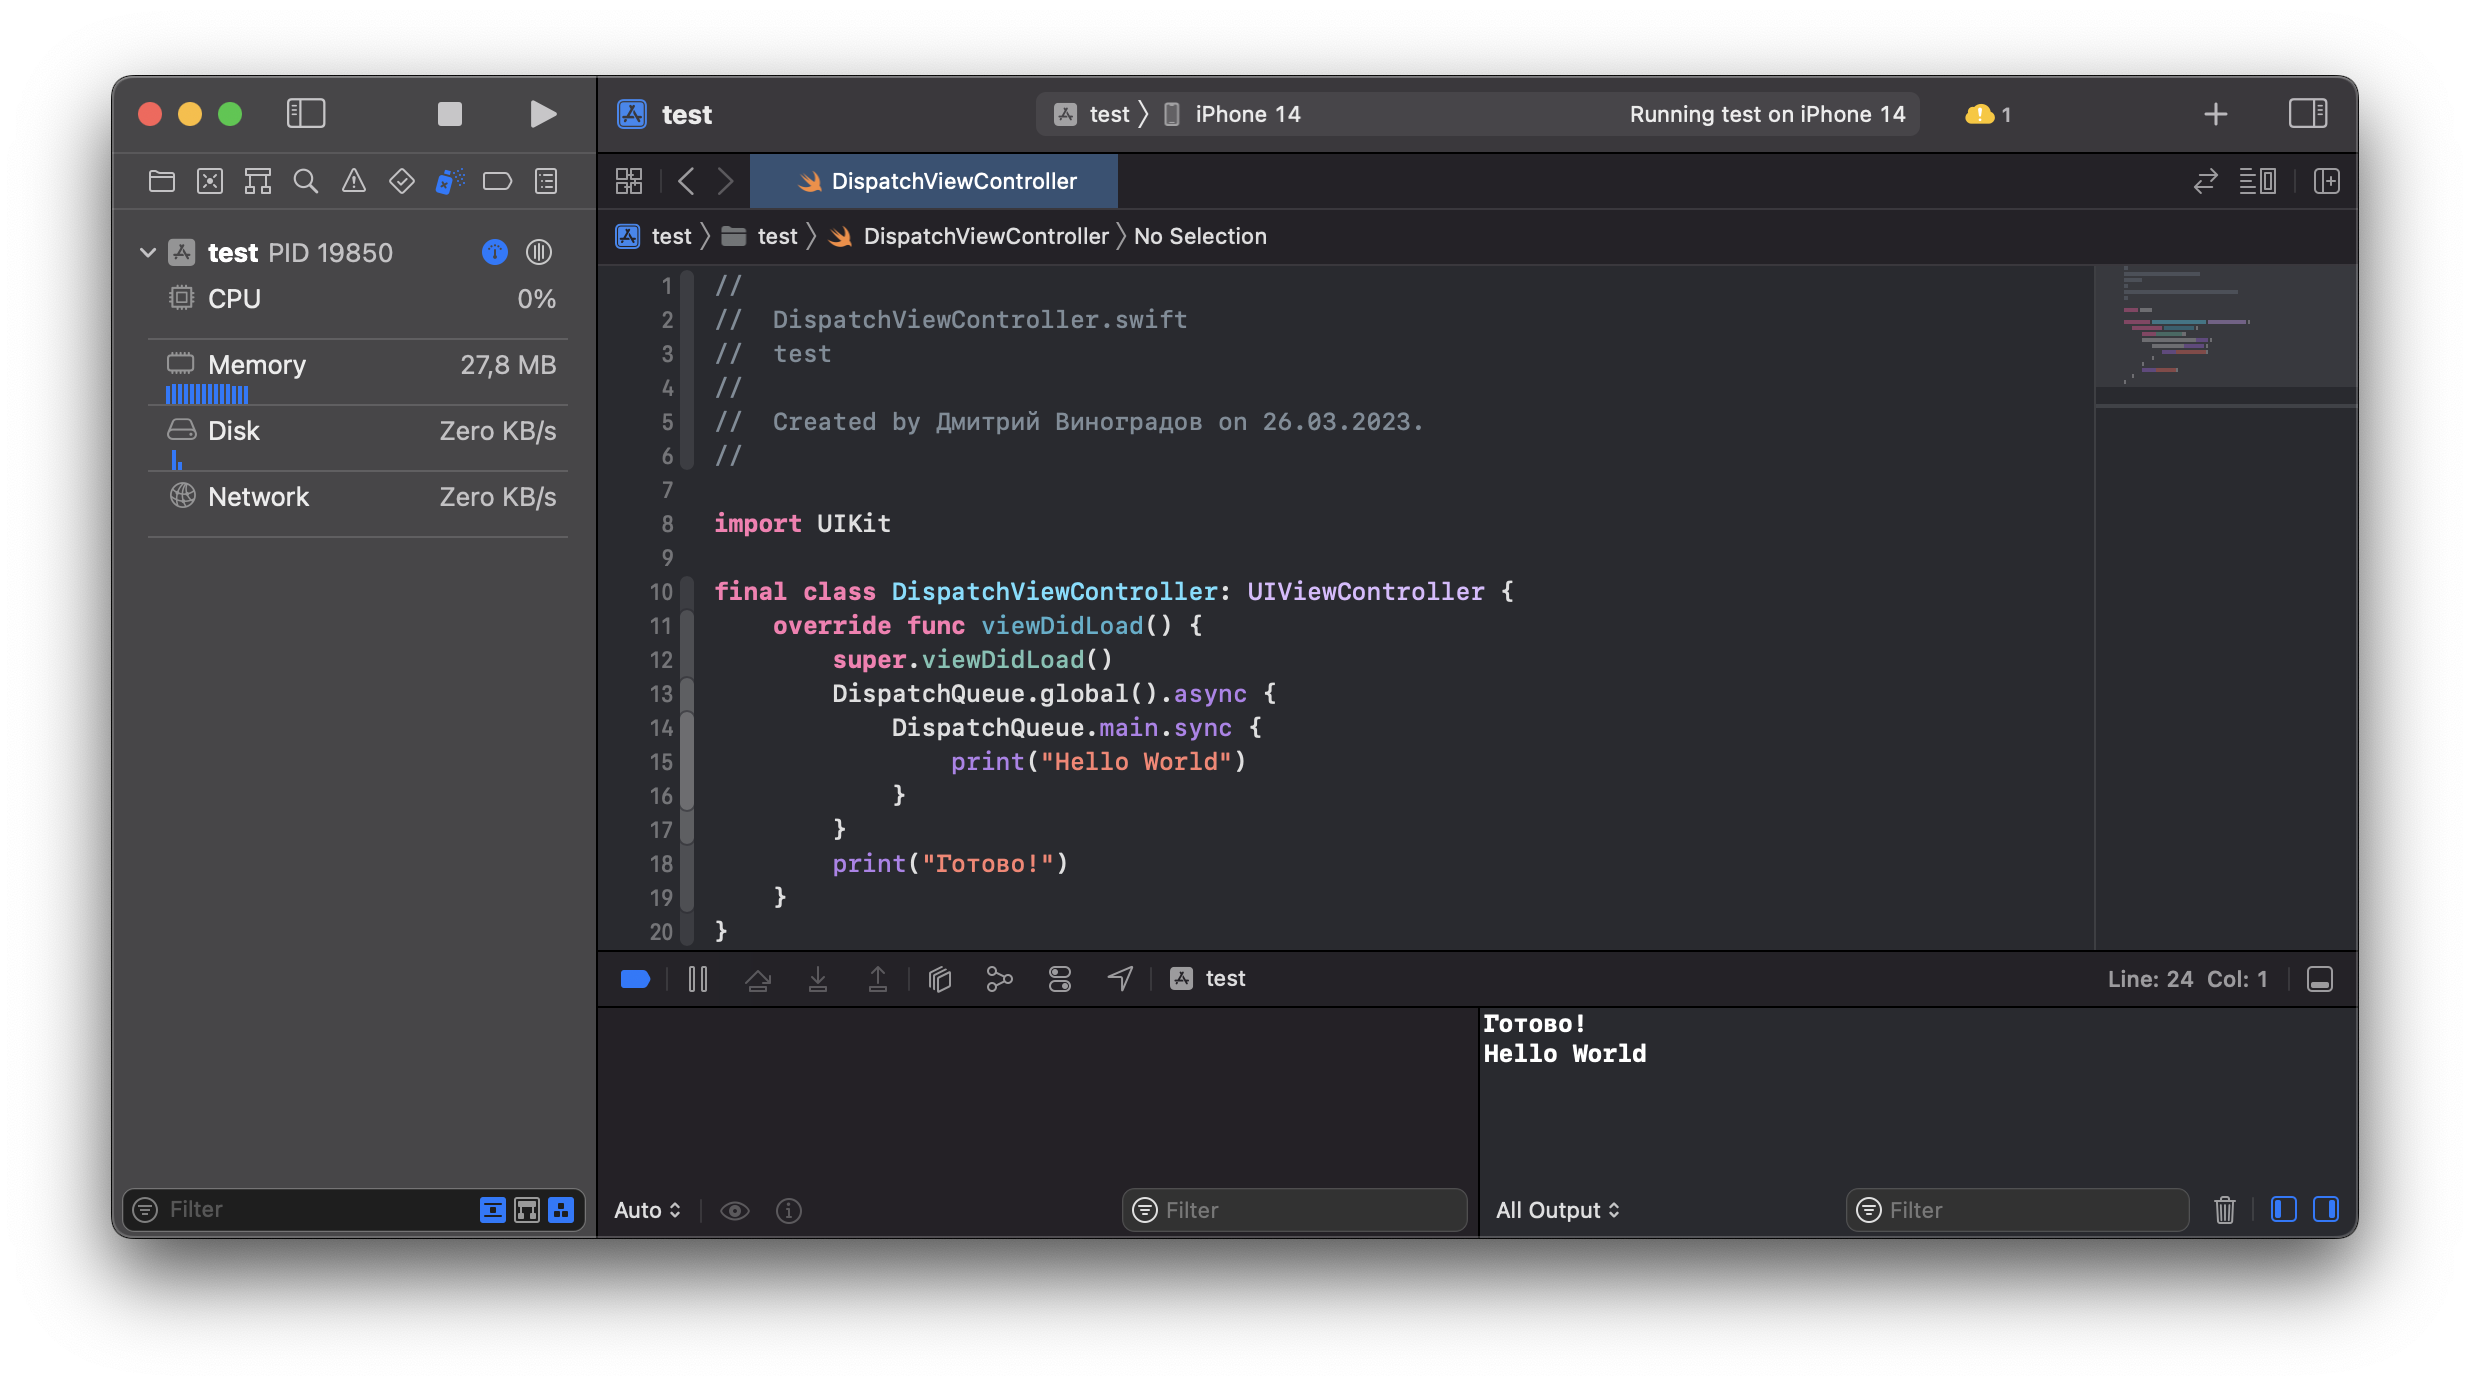 test
test
iPhone 14
Running test on iPhone 14
1
DispatchViewController
test
test
DispatchViewController
No Selection
test PID 19850
CPU 0%
Memory 27,8 MB
Disk Zero KB/s
Network Zero KB/s
Filter
1 //
2 //  DispatchViewController.swift
3 //  test
4 //
5 //  Created by Дмитрий Виноградов on 26.03.2023.
6 //
7
8 import UIKit
9
10 final class DispatchViewController: UIViewController {
11     override func viewDidLoad() {
12         super.viewDidLoad()
13         DispatchQueue.global().async {
14             DispatchQueue.main.sync {
15                 print("Hello World")
16             }
17         }
18         print("Готово!")
19     }
20 }
test
Line: 24 Col: 1
Готово!
Hello World
Auto
Filter
All Output
Filter